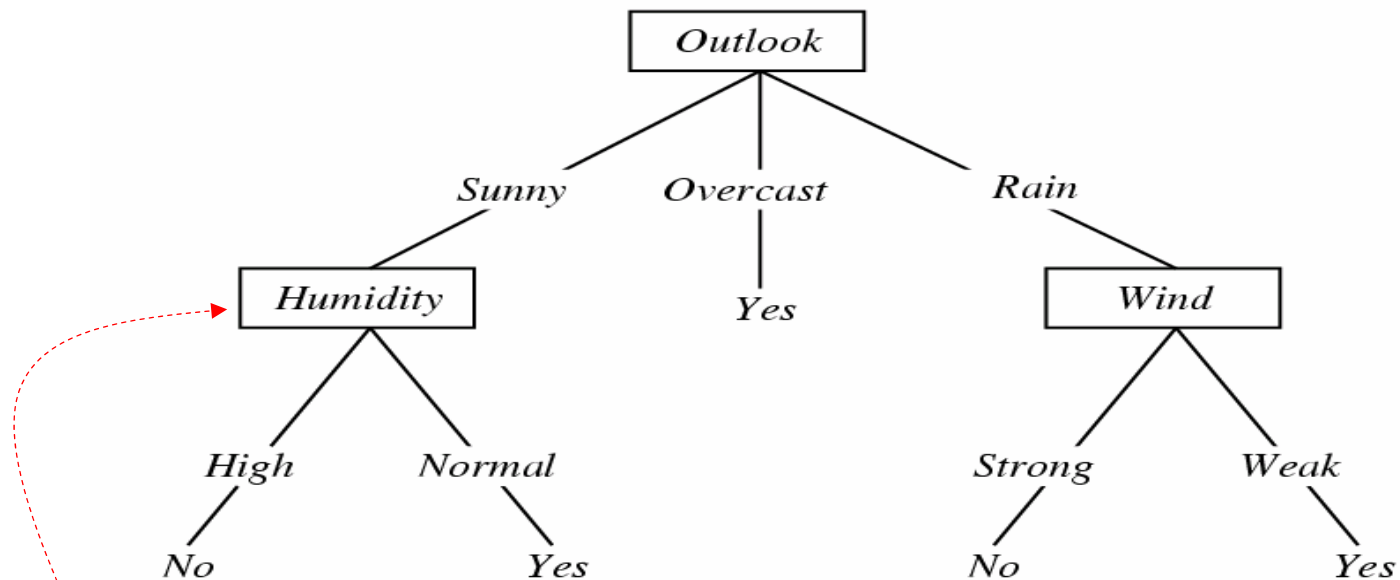 Outlook
Sunny Overcast Rain
Humidity Yes Wind
High Normal Strong Weak
No Yes No Yes